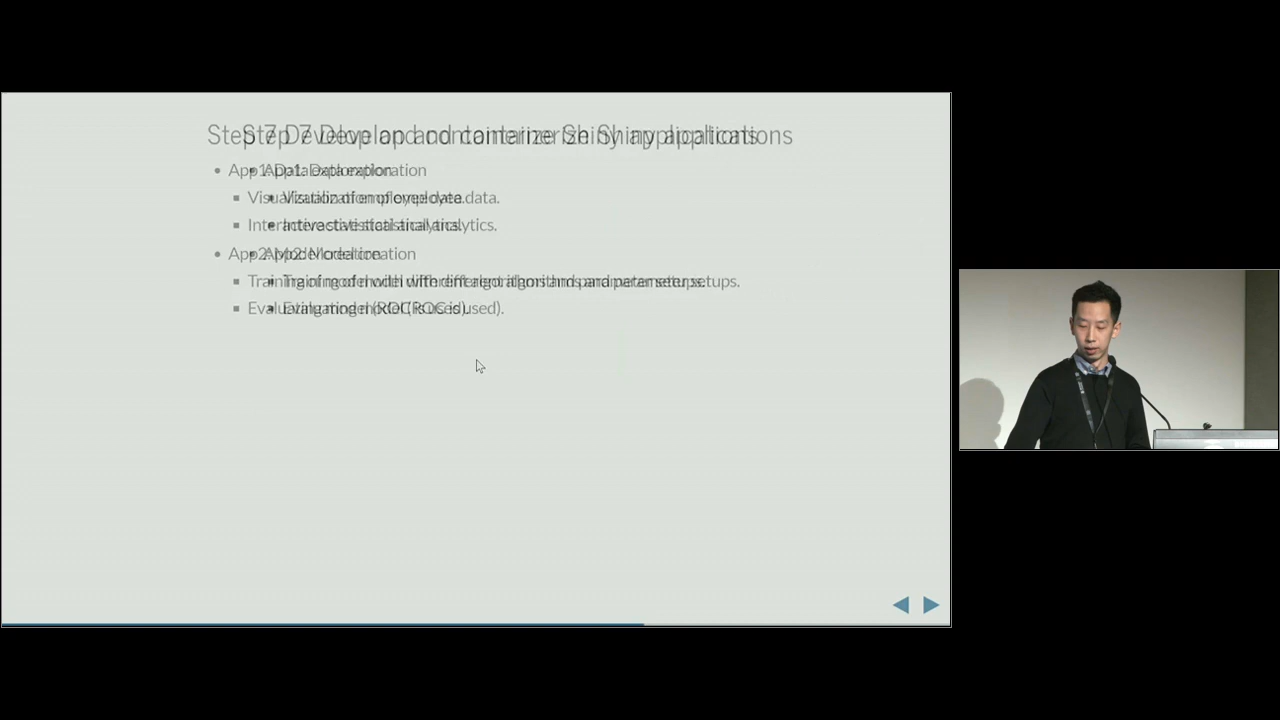 Step 7 Develop and containerize Shiny applications
App 1: Data exploration
Visualization of employee data.
Interactive statistical analytics.
App 2: Model creation
Training of model with different algorithms and parameter setups.
Evaluating model (ROC is used).